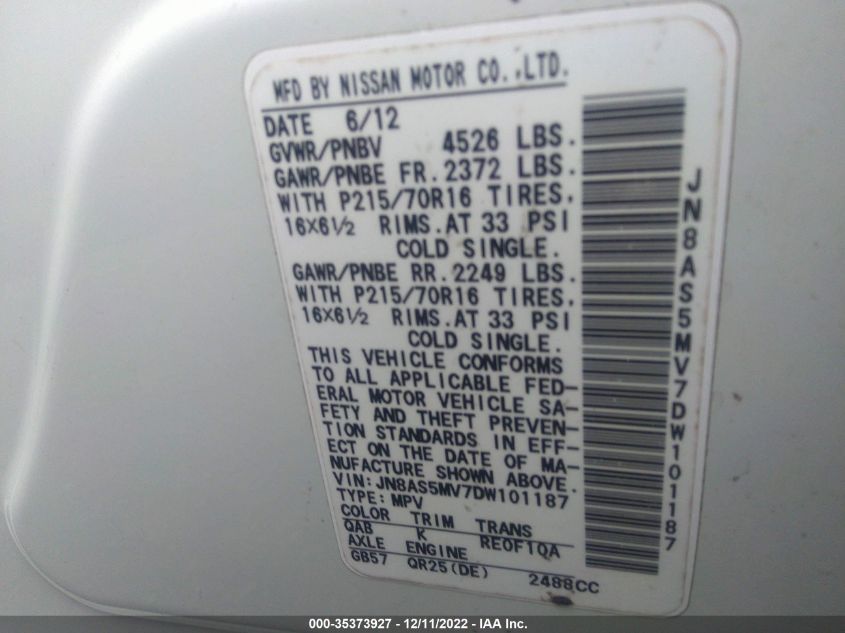 MFD BY NISSAN MOTOR CO.,LTD.
DATE 6/12
GVWR/PNBV 4526 LBS.
GAWR/PNBE FR.2372 LBS.
WITH P215/70R16 TIRES,
16X6½ RIMS.AT 33 PSI
COLD SINGLE.
GAWR/PNBE RR.2249 LBS.
WITH P215/70R16 TIRES,
16X6½ RIMS.AT 33 PSI
COLD SINGLE.
THIS VEHICLE CONFORMS
TO ALL APPLICABLE FED-
ERAL MOTOR VEHICLE SA-
FETY AND THEFT PREVEN-
TION STANDARDS IN EFF-
ECT ON THE DATE OF MA-
NUFACTURE SHOWN ABOVE.
VIN:JN8AS5MV7DW101187
TYPE:MPV
COLOR TRIM TRANS
QAB K RE0F10A
AXLE ENGINE
GB57 QR25(DE) 2488CC
JN8AS5MV7DW101187
000-35373927 - 12/11/2022 - IAA Inc.